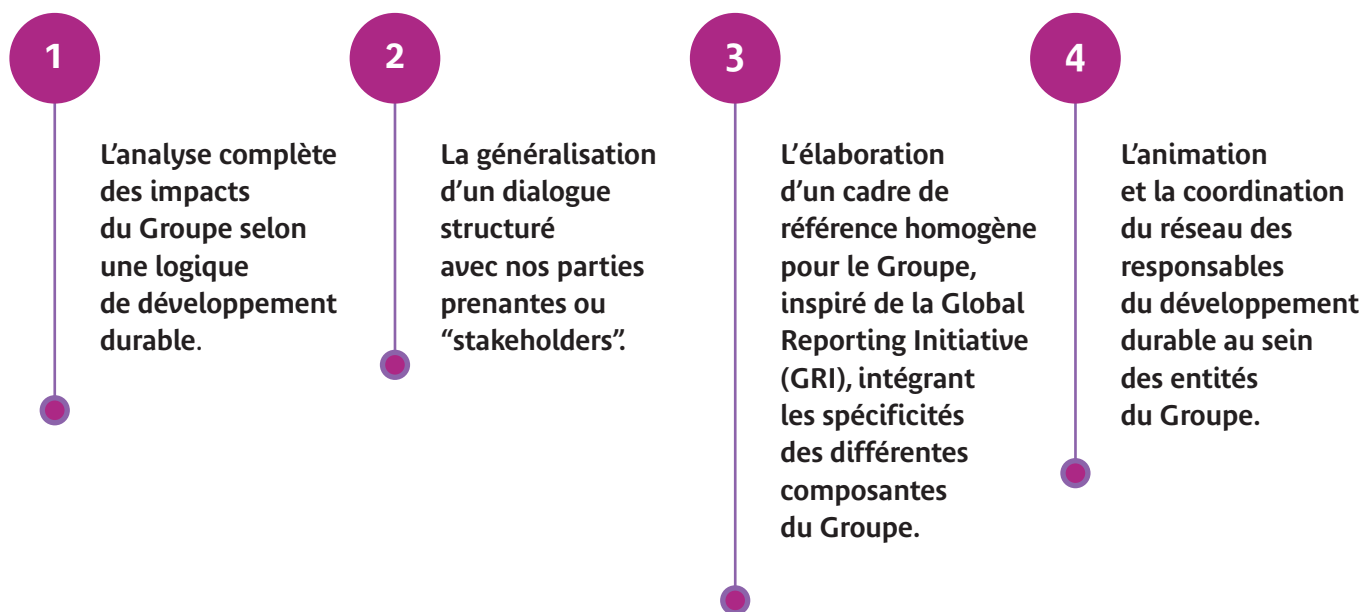 1
L’analyse complète
des impacts
du Groupe selon
une logique
de développement
durable.
2
La généralisation
d’un dialogue
structuré
avec nos parties
prenantes ou
“stakeholders”.
3
L’élaboration
d’un cadre de
référence homogène
pour le Groupe,
inspiré de la Global
Reporting Initiative
(GRI), intégrant
les spécificités
des différentes
composantes
du Groupe.
4
L’animation
et la coordination
du réseau des
responsables
du développement
durable au sein
des entités
du Groupe.